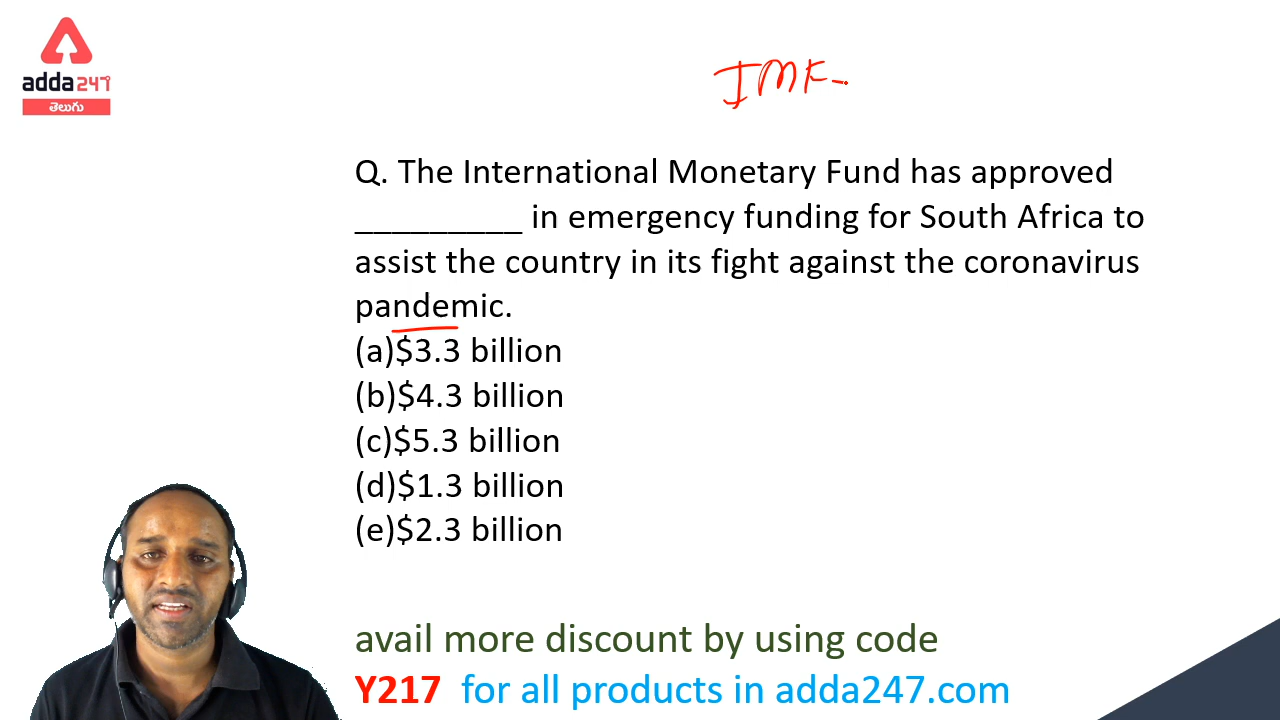 adda247
తెలుగు
IMF-
Q. The International Monetary Fund has approved
_________ in emergency funding for South Africa to
assist the country in its fight against the coronavirus
pandemic.
(a)$3.3 billion
(b)$4.3 billion
(c)$5.3 billion
(d)$1.3 billion
(e)$2.3 billion
avail more discount by using code
Y217 for all products in adda247.com